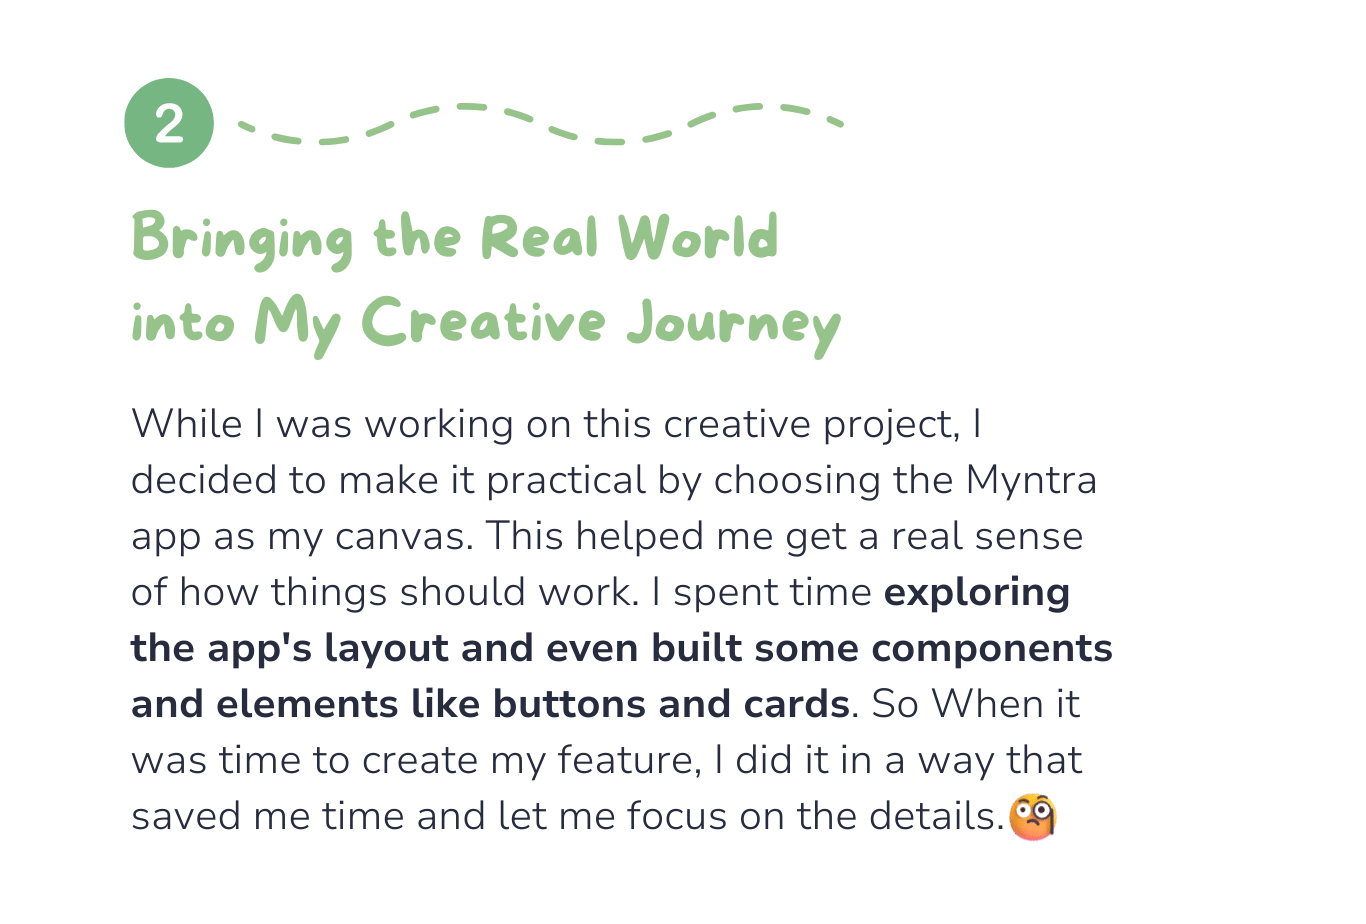 2
Bringing the Real World
into My Creative Journey
While I was working on this creative project, I
decided to make it practical by choosing the Myntra
app as my canvas. This helped me get a real sense
of how things should work. I spent time exploring
the app's layout and even built some components
and elements like buttons and cards. So When it
was time to create my feature, I did it in a way that
saved me time and let me focus on the details.🧐